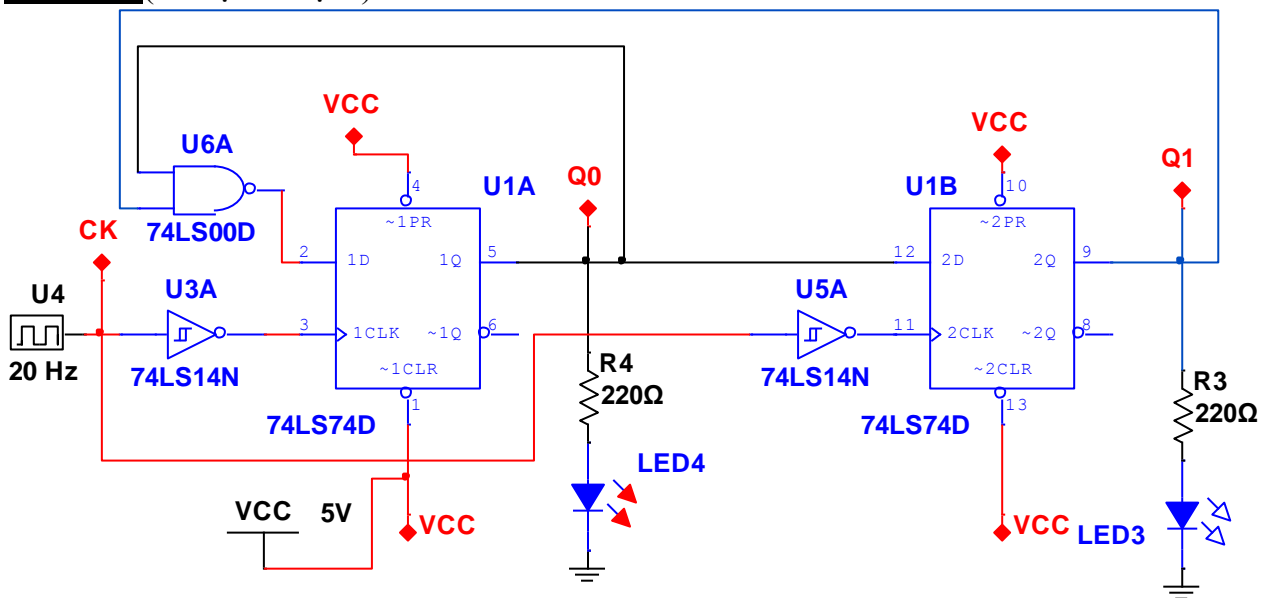 VCC
U6A
74LS00D
CK
U4
20 Hz
U3A
74LS14N
4
~1PR
U1A
2
1D
1Q
5
3
1CLK
~1Q
6
~1CLR
1
74LS74D
VCC
5V
VCC
Q0
R4
220Ω
LED4
U5A
74LS14N
VCC
10
~2PR
U1B
12
2D
2Q
9
11
2CLK
~2Q
8
~2CLR
13
74LS74D
VCC
Q1
R3
220Ω
LED3